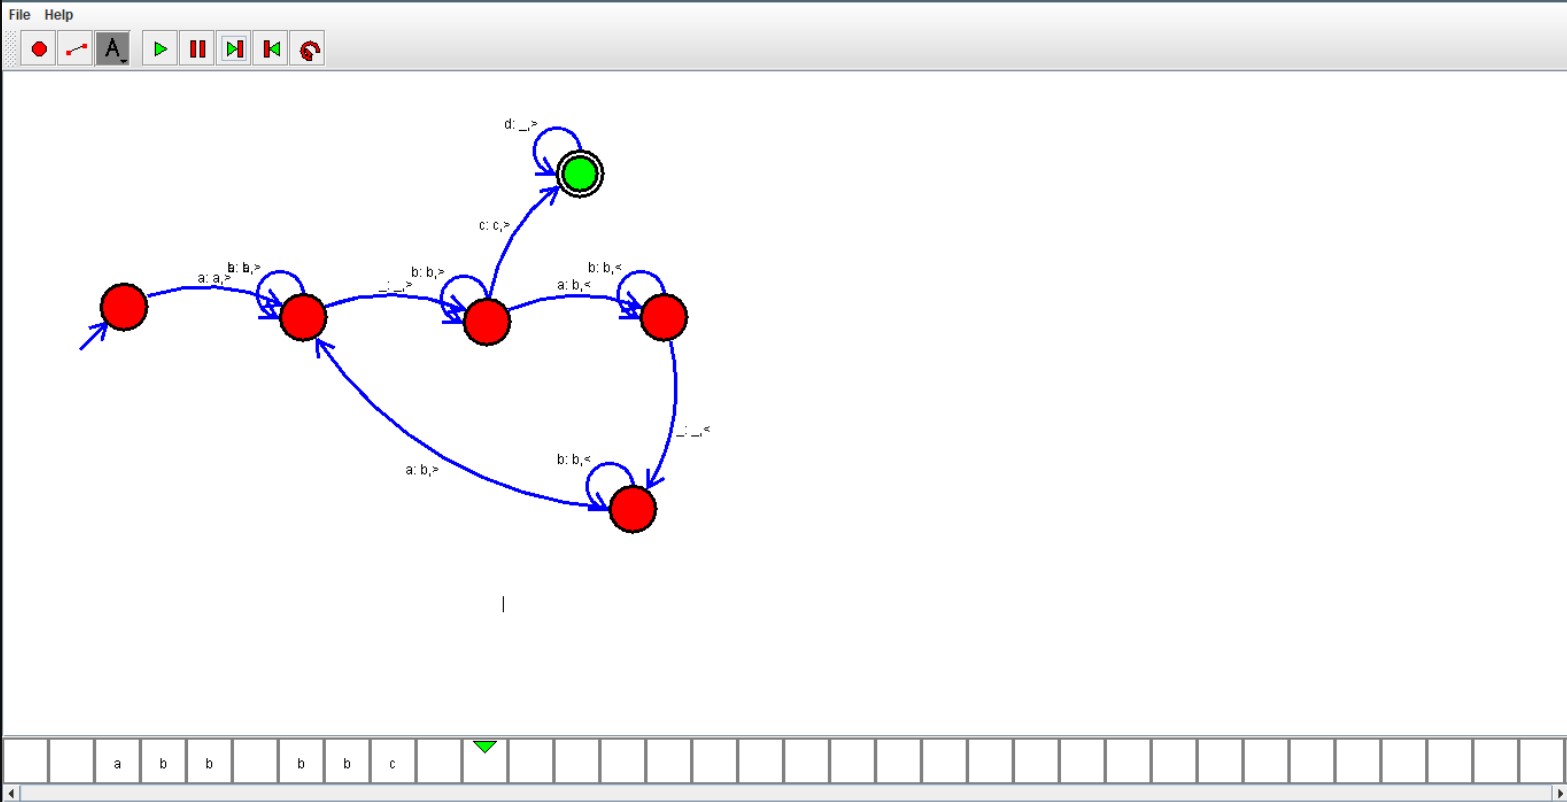 File Help
A
d: _,>
c: c,>
b: b,>
a: a,>
b: b,>
_: _,>
b: b,<
a: b,<
_: _,<
b: b,<
a: b,>
a b b b b c